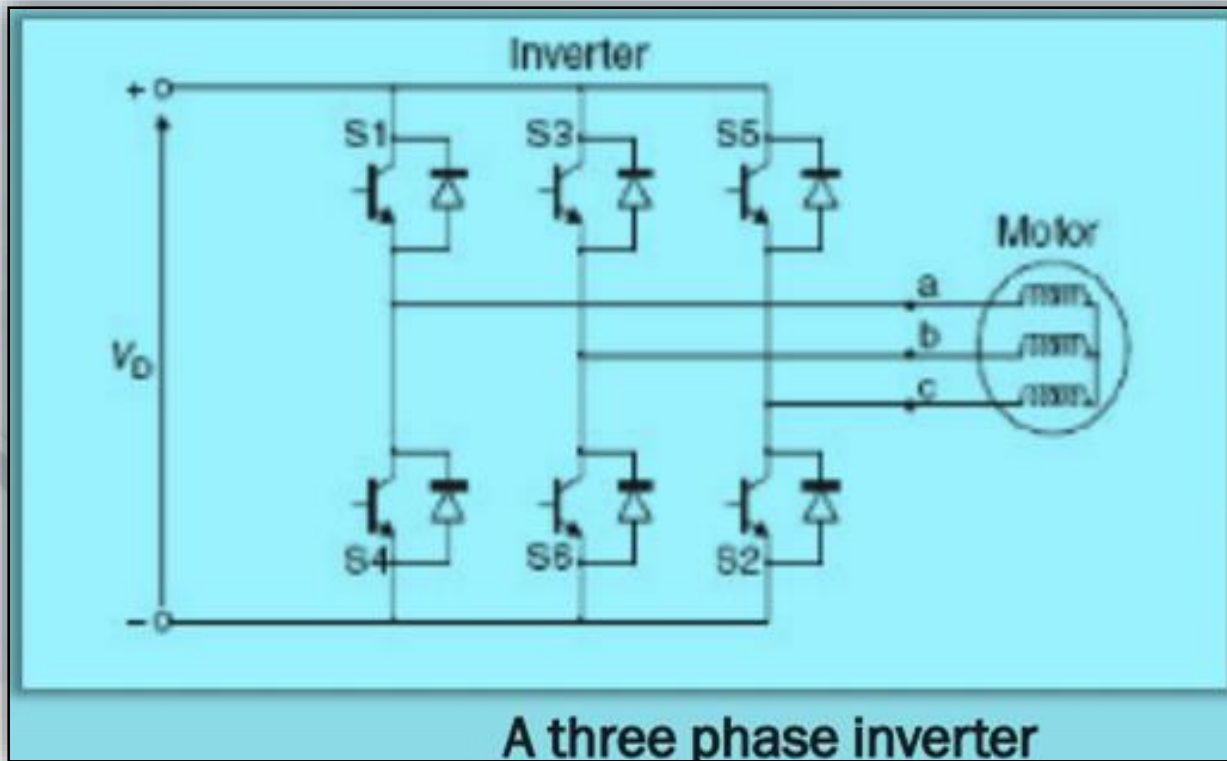 Inverter
+
S1 S3 S5
Motor
a
b
VD
c
S4 S6 S2
-
A three phase inverter